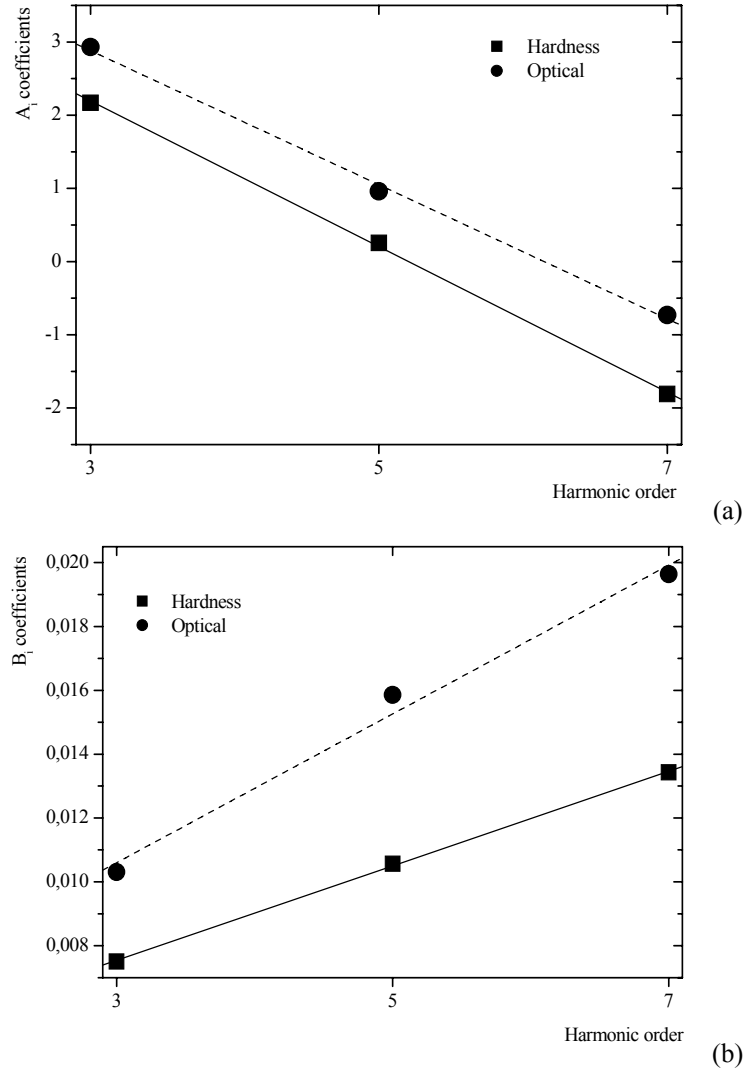 3
2
1
0
-1
-2
A_i coefficients
Hardness
Optical
3 5 7
Harmonic order
(a)
0,020
0,018
0,016
0,014
0,012
0,010
0,008
B_i coefficients
Hardness
Optical
3 5 7
Harmonic order
(b)